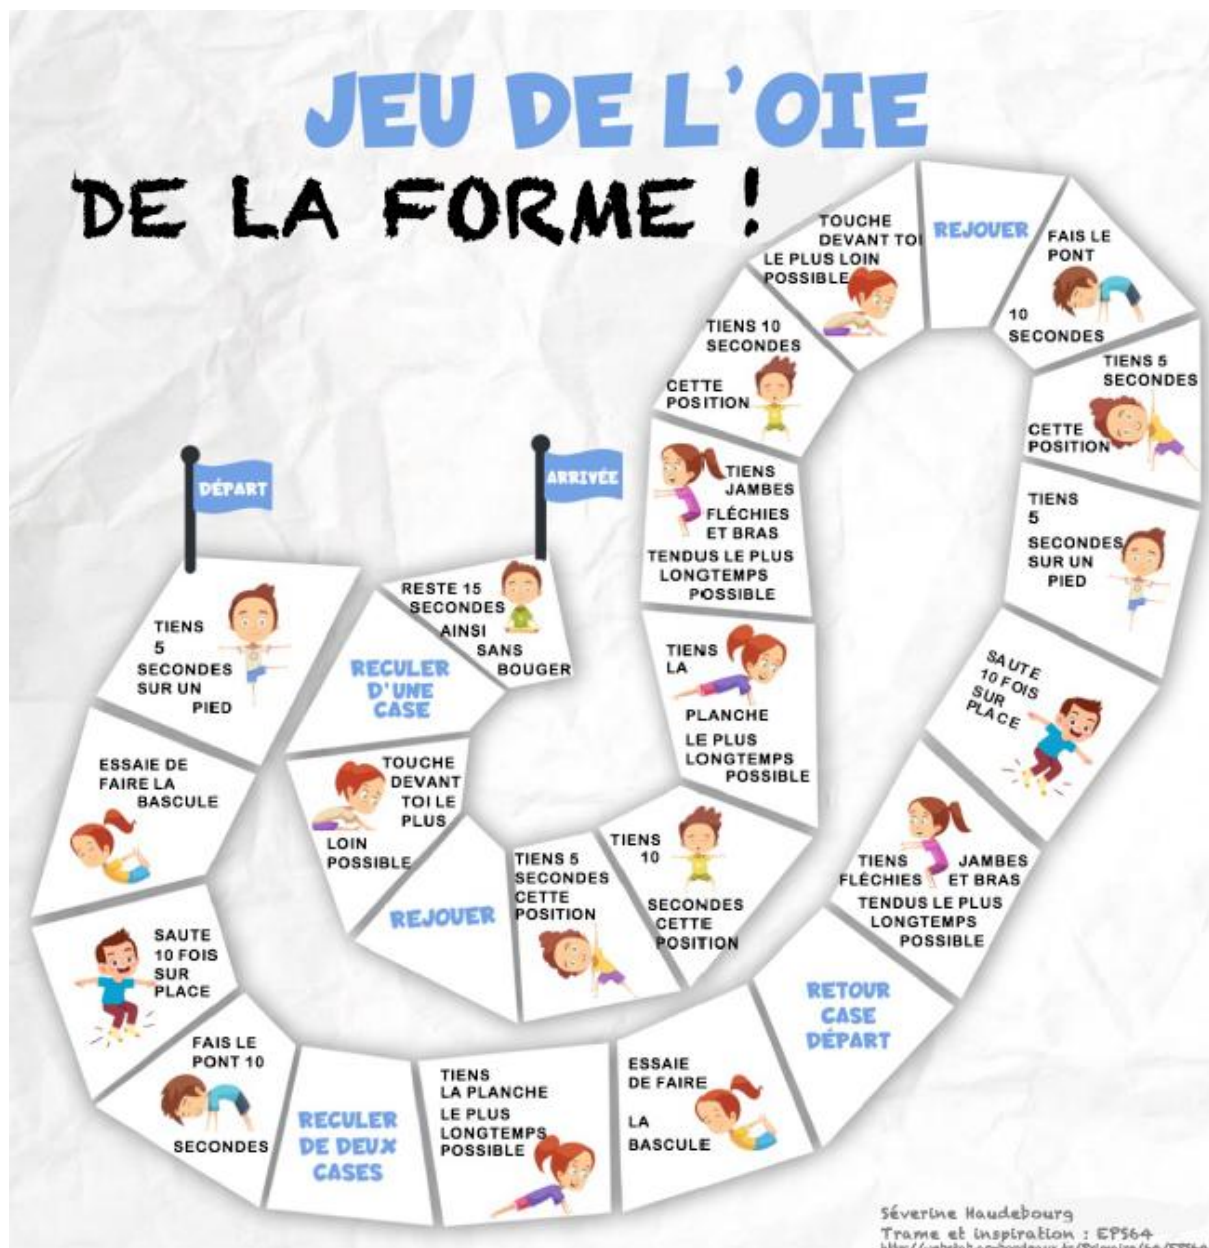 JEU DE L'OIE
DE LA FORME !
DÉPART
TIENS
5
SECONDES
SUR UN
PIED
ESSAIE DE
FAIRE LA
BASCULE
SAUTE
10 FOIS
SUR
PLACE
FAIS LE
PONT 10
SECONDES
RECULER
DE DEUX
CASES
TIENS
LA PLANCHE
LE PLUS
LONGTEMPS
POSSIBLE
ESSAIE
DE FAIRE
LA
BASCULE
RETOUR
CASE
DÉPART
TIENS JAMBES
FLÉCHIES ET BRAS
TENDUS LE PLUS
LONGTEMPS
POSSIBLE
SAUTE
10 FOIS
SUR
PLACE
TIENS
5
SECONDES
SUR UN
PIED
TIENS 5
SECONDES
CETTE
POSITION
FAIS LE
PONT
10
SECONDES
REJOUER
TOUCHE
DEVANT TOI
LE PLUS LOIN
POSSIBLE
TIENS 10
SECONDES
CETTE
POSITION
TIENS
JAMBES
FLÉCHIES
ET BRAS
TENDUS LE PLUS
LONGTEMPS
POSSIBLE
TIENS
LA
PLANCHE
LE PLUS
LONGTEMPS
POSSIBLE
TIENS
10
SECONDES
CETTE
POSITION
TIENS 5
SECONDES
CETTE
POSITION
REJOUER
TOUCHE
DEVANT
TOI LE
PLUS
LOIN
POSSIBLE
RECULER
D'UNE
CASE
RESTE 15
SECONDES
AINSI
SANS
BOUGER
ARRIVÉE
Séverine Haudebourg
Trame et inspiration : EPS64